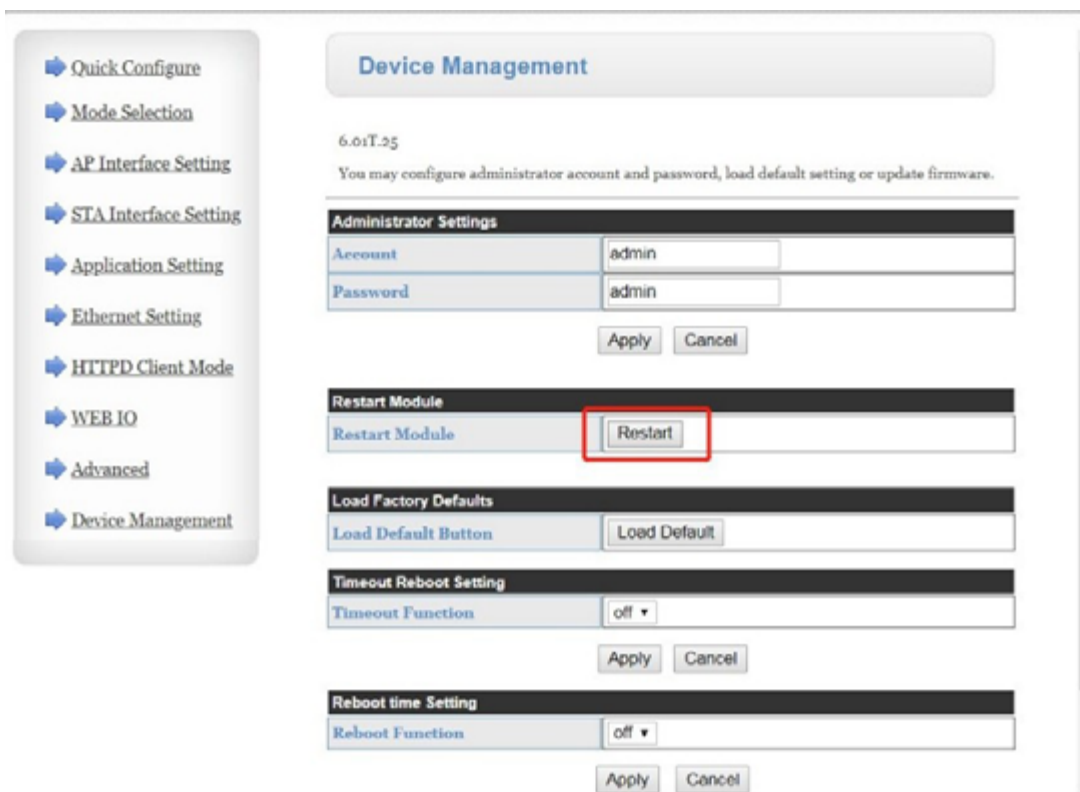 Quick Configure
Mode Selection
AP Interface Setting
STA Interface Setting
Application Setting
Ethernet Setting
HTTPD Client Mode
WEB IO
Advanced
Device Management
Device Management
6.01T.25
You may configure administrator account and password, load default setting or update firmware.
Administrator Settings
Account admin
Password admin
Apply Cancel
Restart Module
Restart Module Restart
Load Factory Defaults
Load Default Button Load Default
Timeout Reboot Setting
Timeout Function off
Apply Cancel
Reboot time Setting
Reboot Function off
Apply Cancel